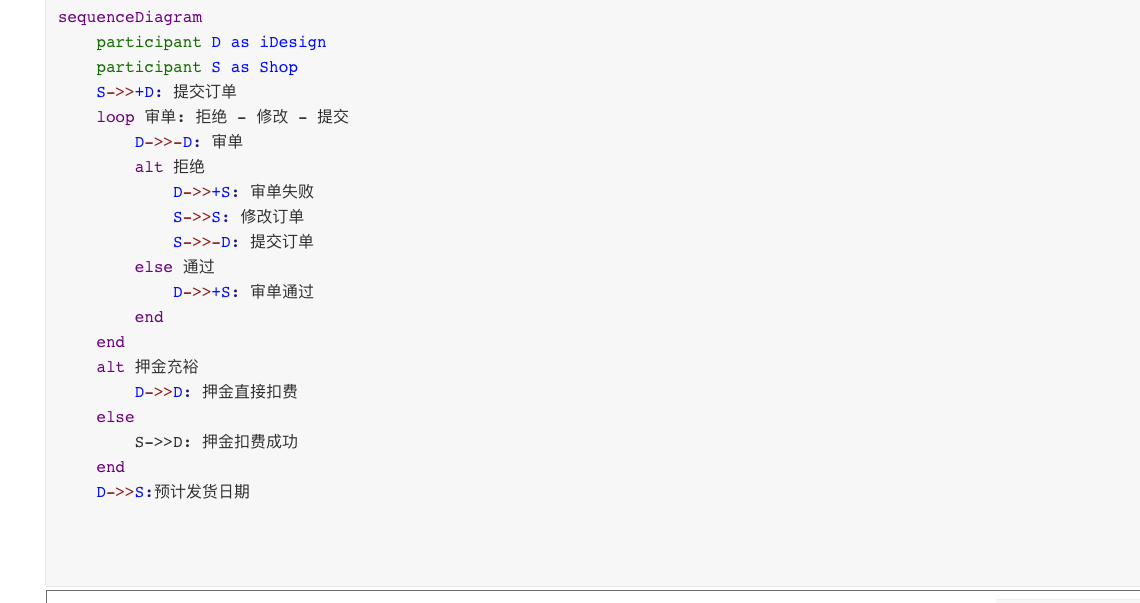 sequenceDiagram
participant D as iDesign
participant S as Shop
S->>+D: 提交订单
loop 审单: 拒绝 - 修改 - 提交
D->>-D: 审单
alt 拒绝
D->>+S: 审单失败
S->>S: 修改订单
S->>-D: 提交订单
else 通过
D->>+S: 审单通过
end
end
alt 押金充裕
D->>D: 押金直接扣费
else
S->>D: 押金扣费成功
end
D->>S:预计发货日期